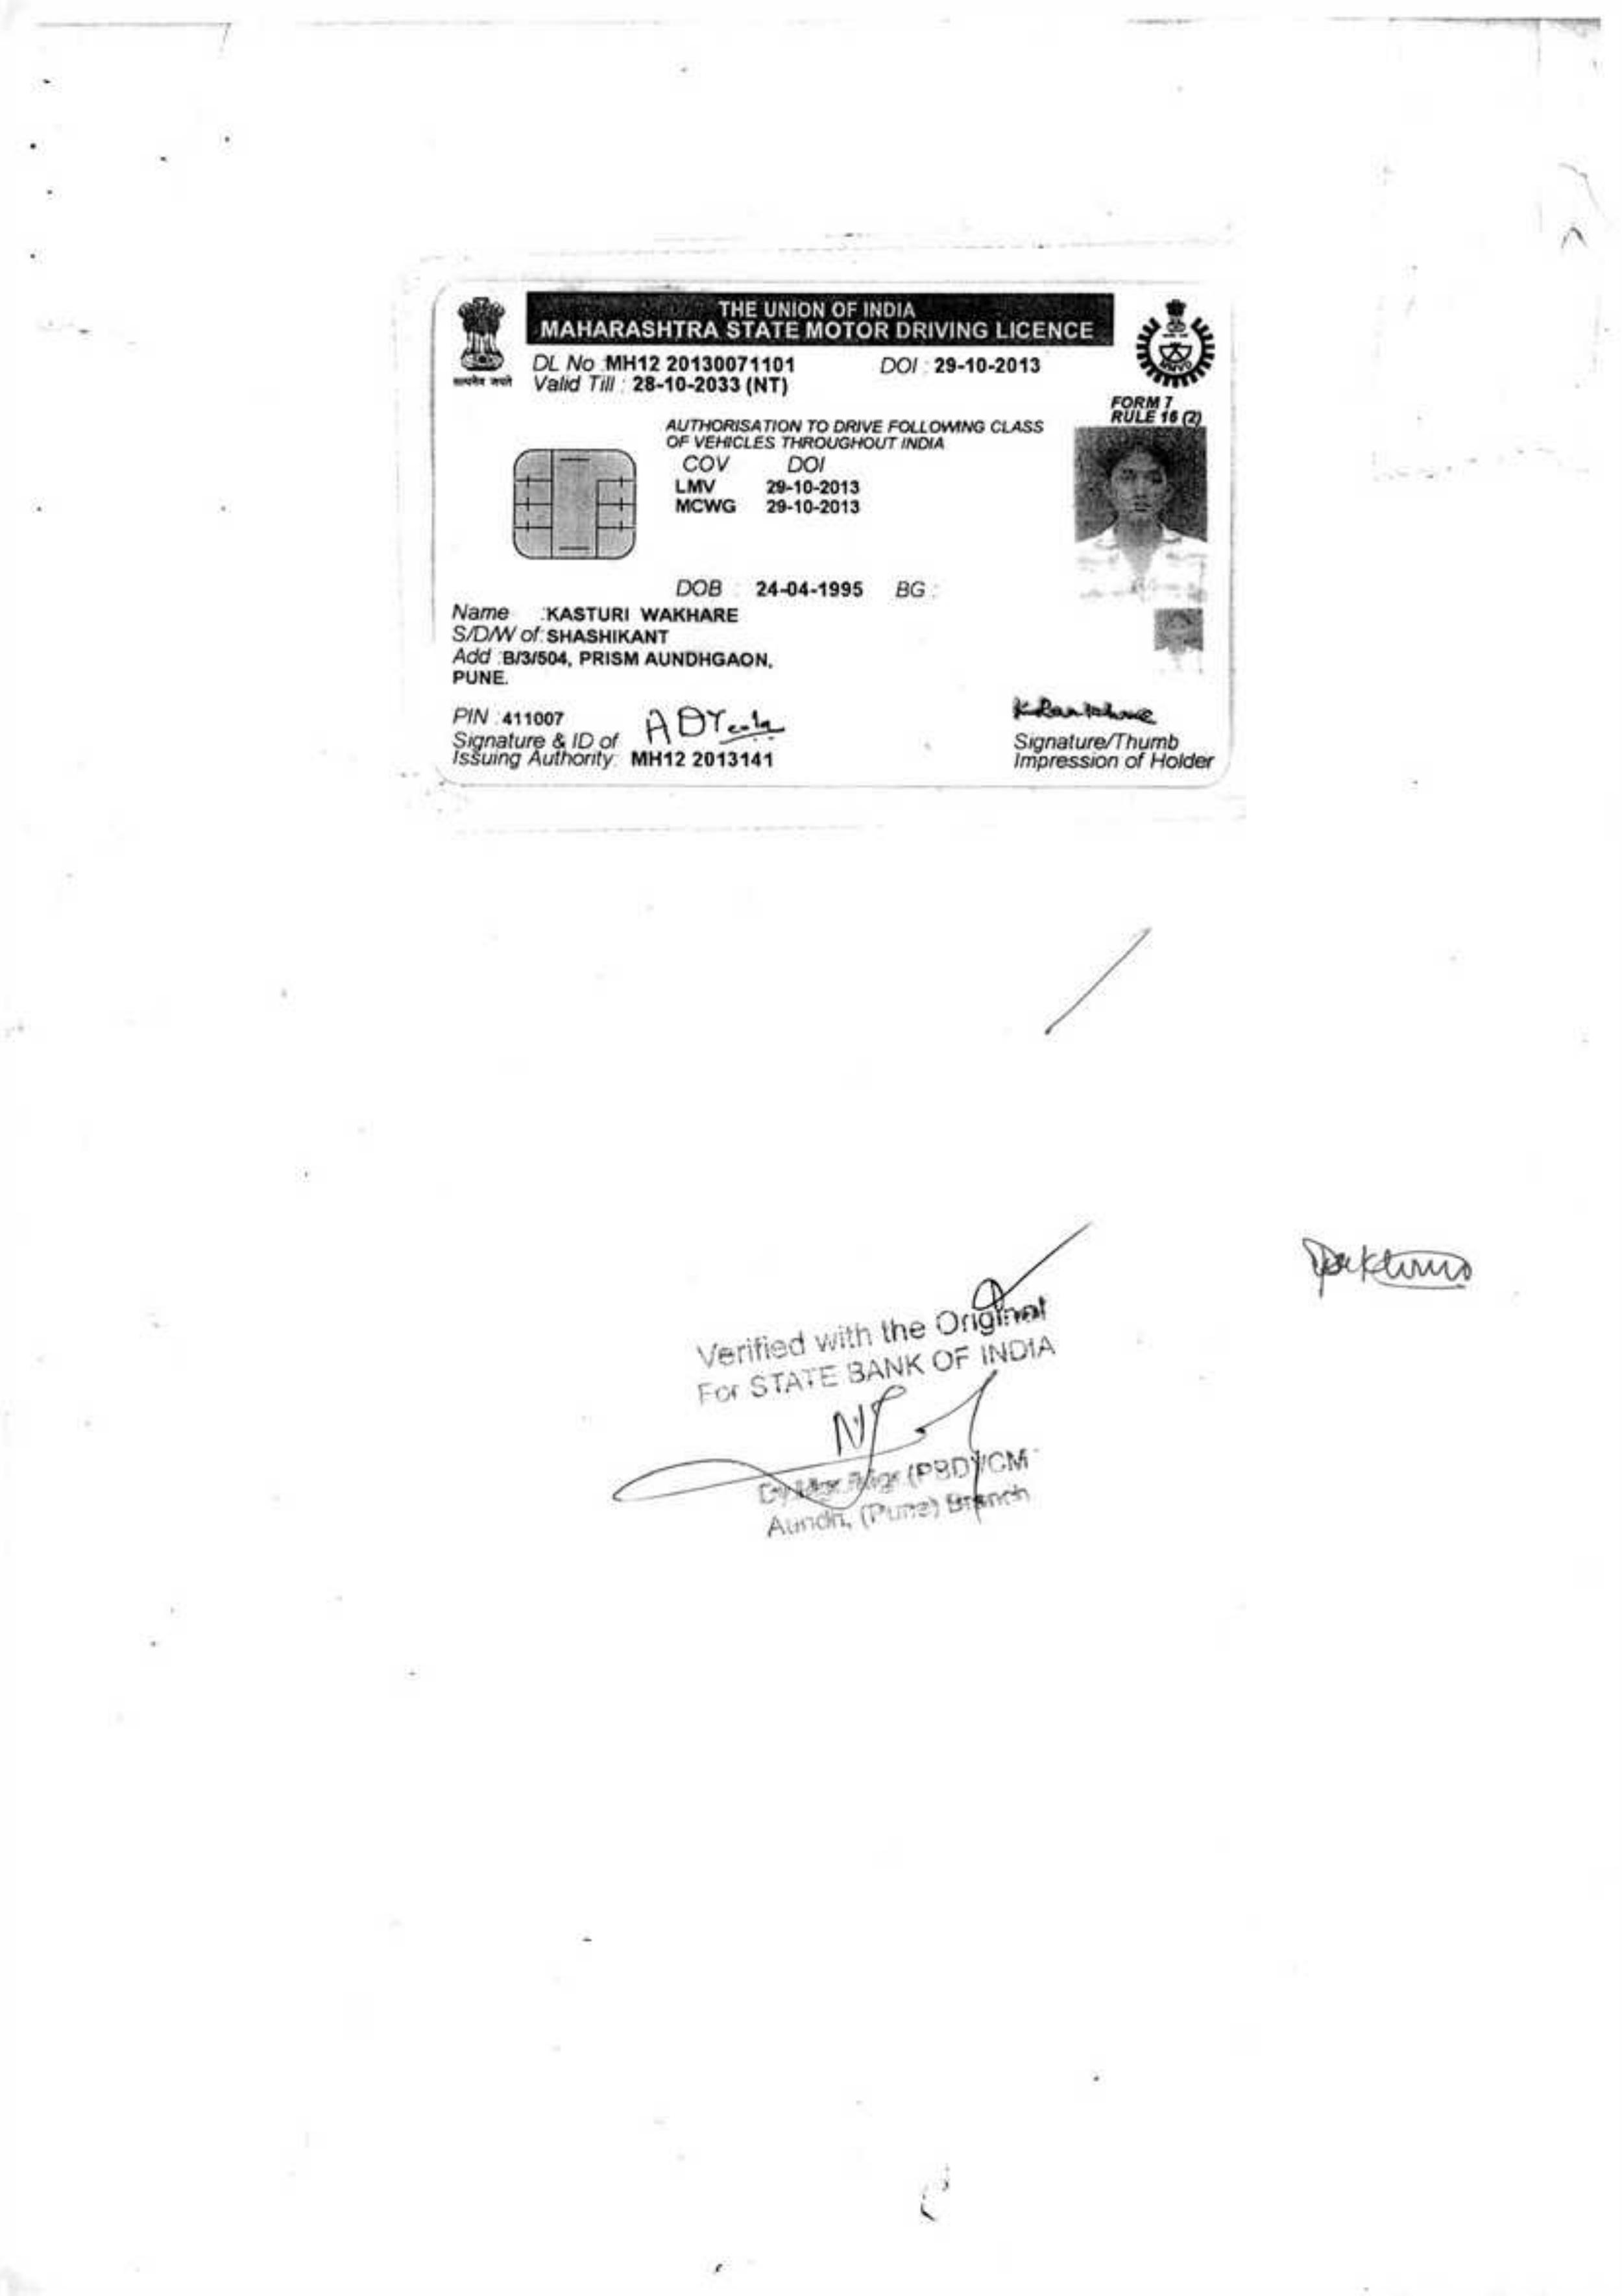 THE UNION OF INDIA
MAHARASHTRA STATE MOTOR DRIVING LICENCE
DL No : MH12 20130071101 DOI : 29-10-2013
Valid Till : 28-10-2033 (NT)
सत्यमेव जयते
FORM 7
RULE 16 (2)
AUTHORISATION TO DRIVE FOLLOWING CLASS
OF VEHICLES THROUGHOUT INDIA
COV DOI
LMV 29-10-2013
MCWG 29-10-2013
DOB : 24-04-1995 BG :
Name : KASTURI WAKHARE
S/D/W of : SHASHIKANT
Add : B/3/504, PRISM AUNDHGAON,
PUNE.
PIN : 411007
Signature & ID of
Issuing Authority: MH12 2013141
Signature/Thumb
Impression of Holder
Verified with the Original
For STATE BANK OF INDIA
(PBD)/CM
Aundh, (Pune) Branch